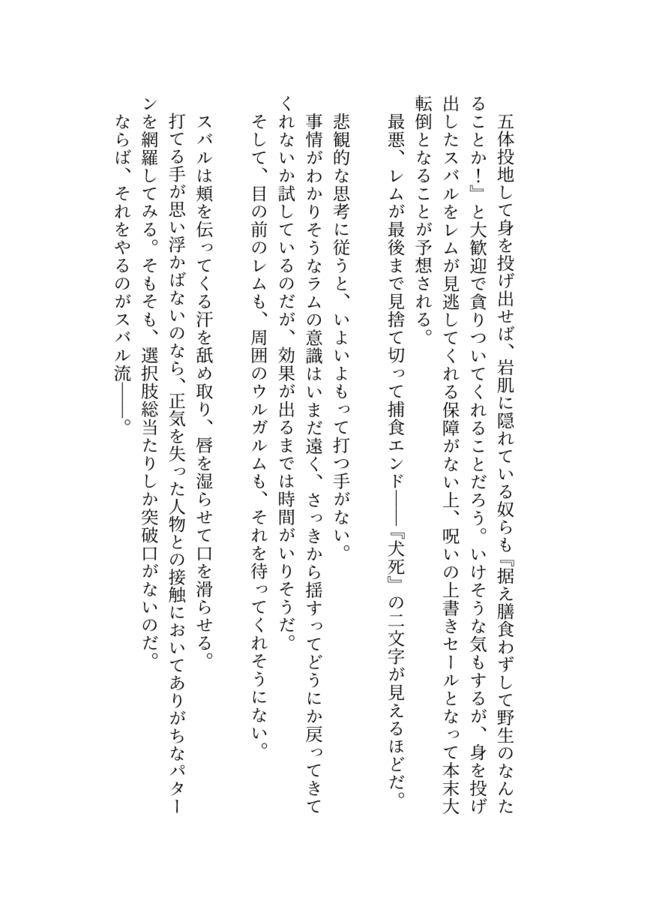 五体投地して身を投げ出せば、岩肌に隠れている奴らも『据え膳食わずして野生のなんた
ることか！』と大歓迎で貪りついてくれることだろう。いけそうな気もするが、身を投げ
出したスバルをレムが見逃してくれる保障がない上、呪いの上書きセールとなって本末大
転倒となることが予想される。
最悪、レムが最後まで見捨て切って捕食エンド――『犬死』の二文字が見えるほどだ。
悲観的な思考に従うと、いよいよもって打つ手がない。
事情がわかりそうなラムの意識はいまだ遠く、さっきから揺すってどうにか戻ってきて
くれないか試しているのだが、効果が出るまでは時間がいりそうだ。
そして、目の前のレムも、周囲のウルガルムも、それを待ってくれそうにない。
スバルは頬を伝ってくる汗を舐め取り、唇を湿らせて口を滑らせる。
打てる手が思い浮かばないのなら、正気を失った人物との接触においてありがちなパター
ンを網羅してみる。そもそも、選択肢総当たりしか突破口がないのだ。
ならば、それをやるのがスバル流――。